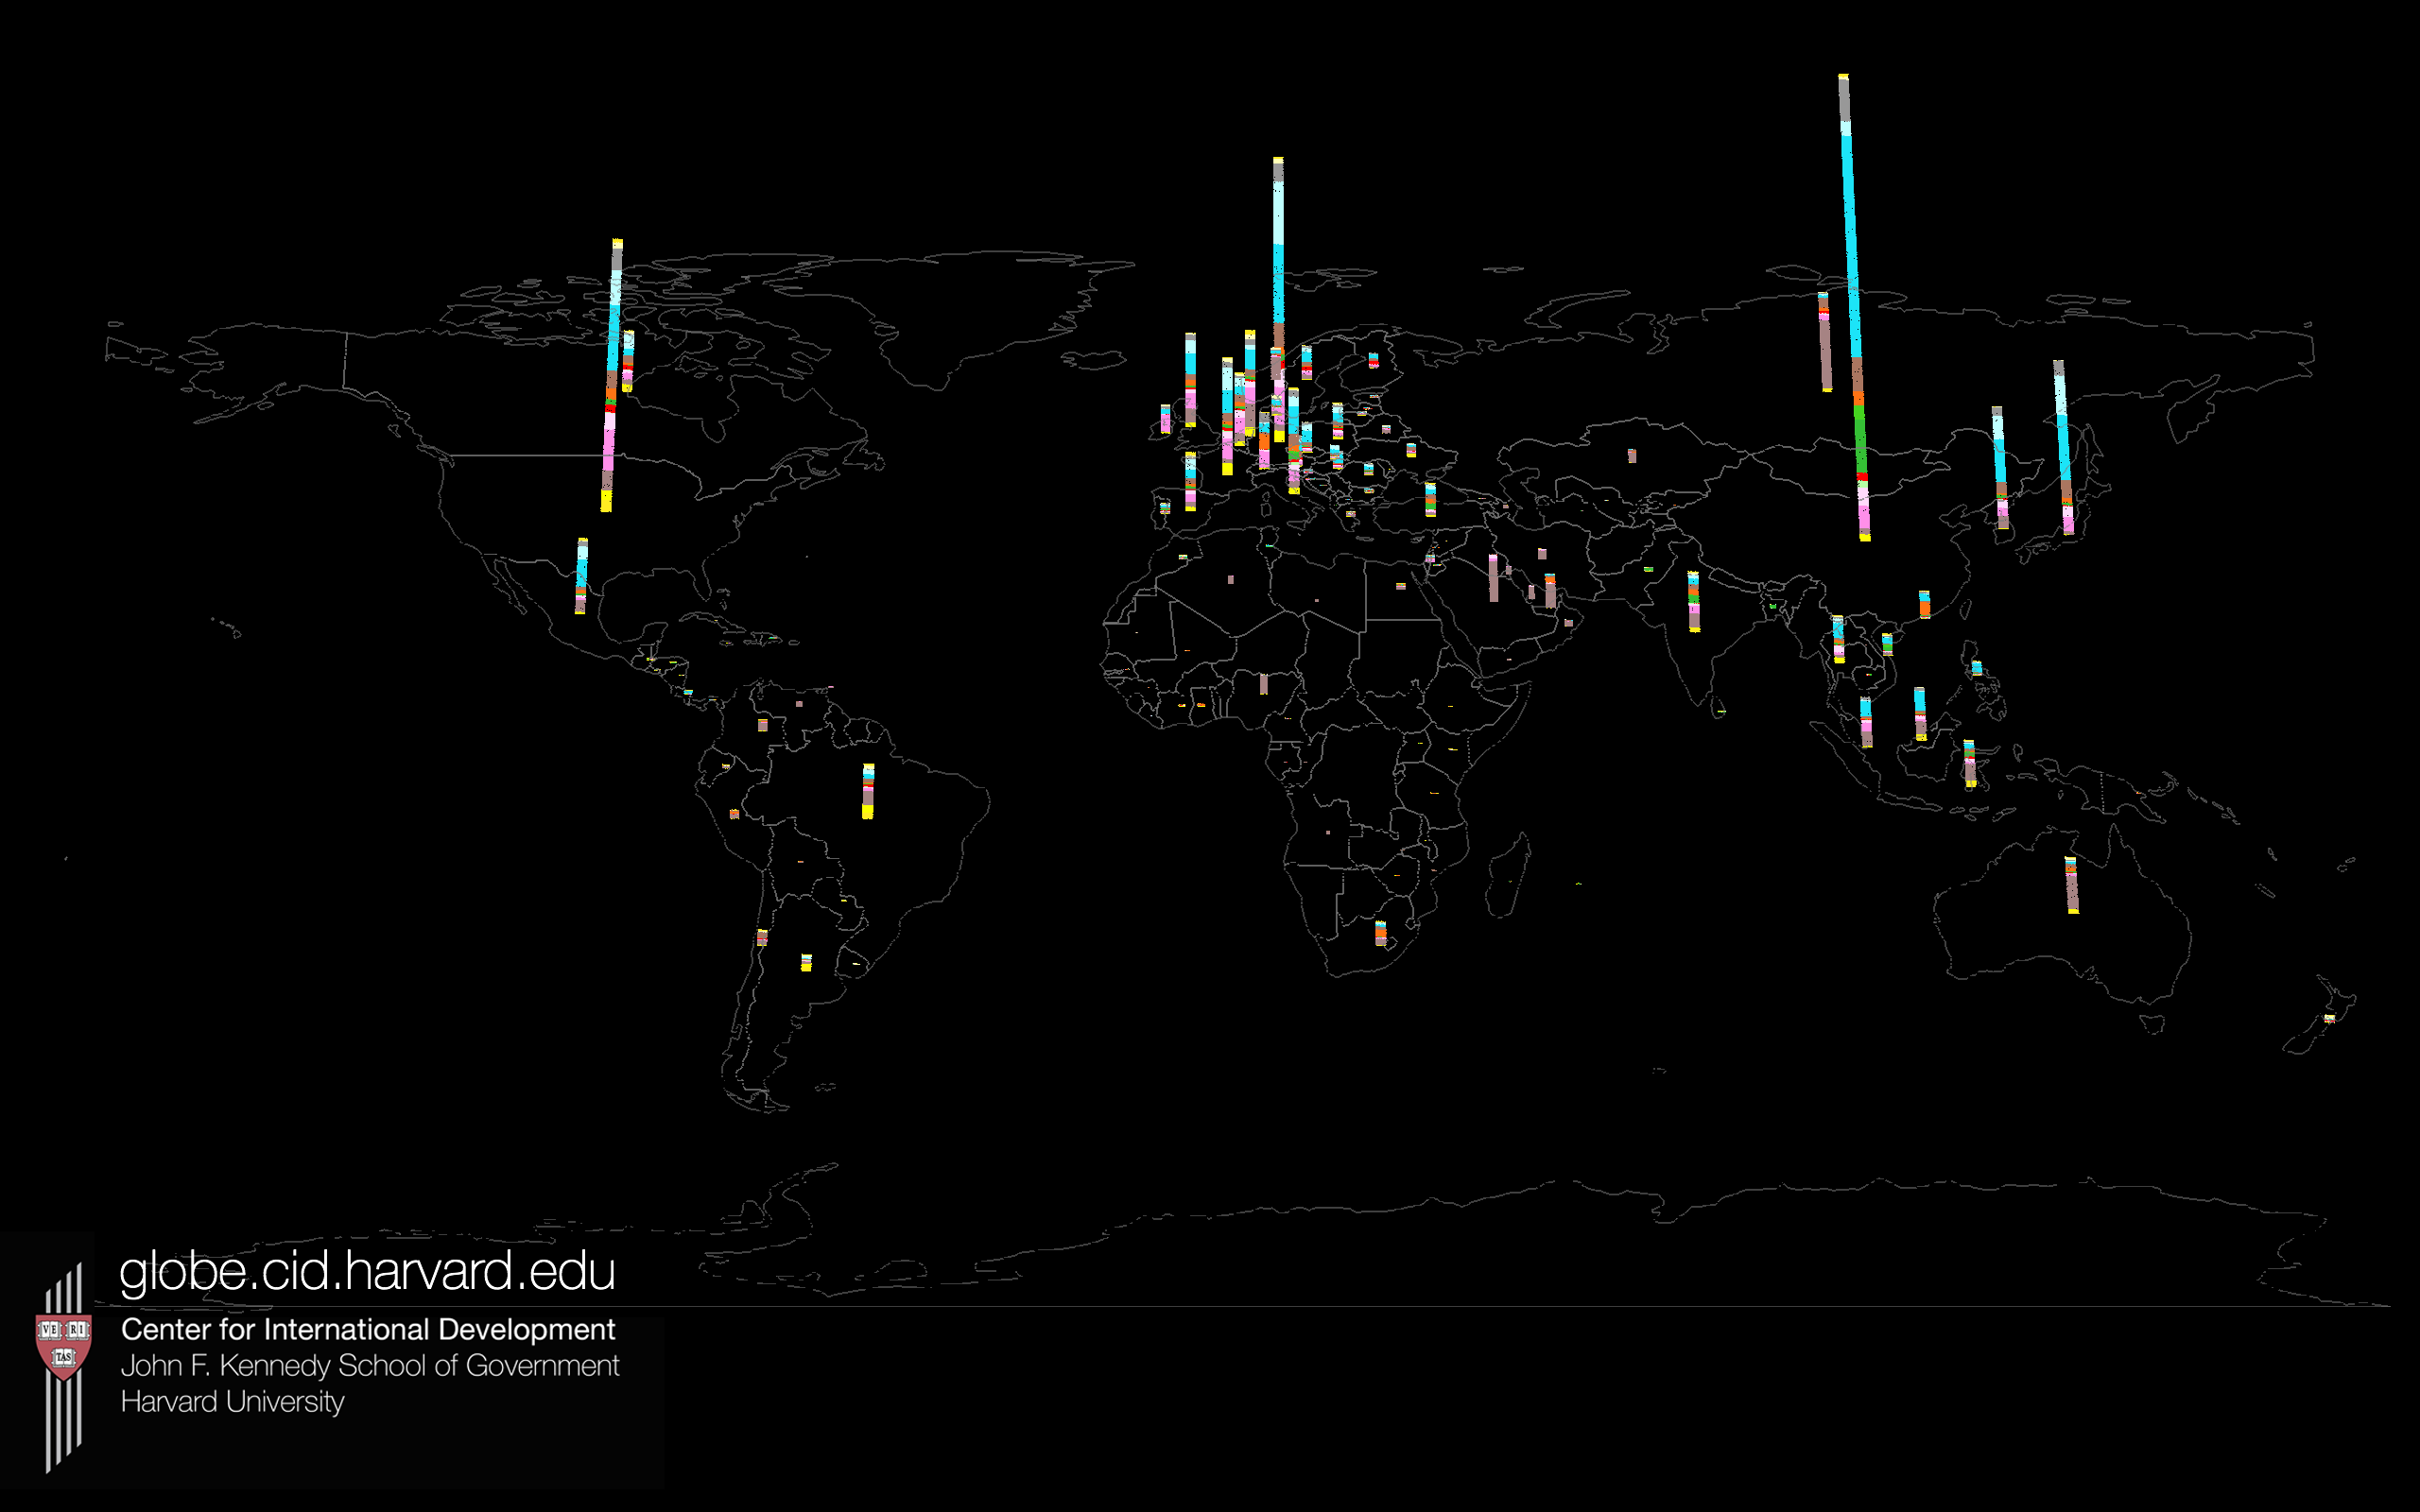 globe.cid.harvard.edu
Center for International Development
John F. Kennedy School of Government
Harvard University
VE RI
TAS